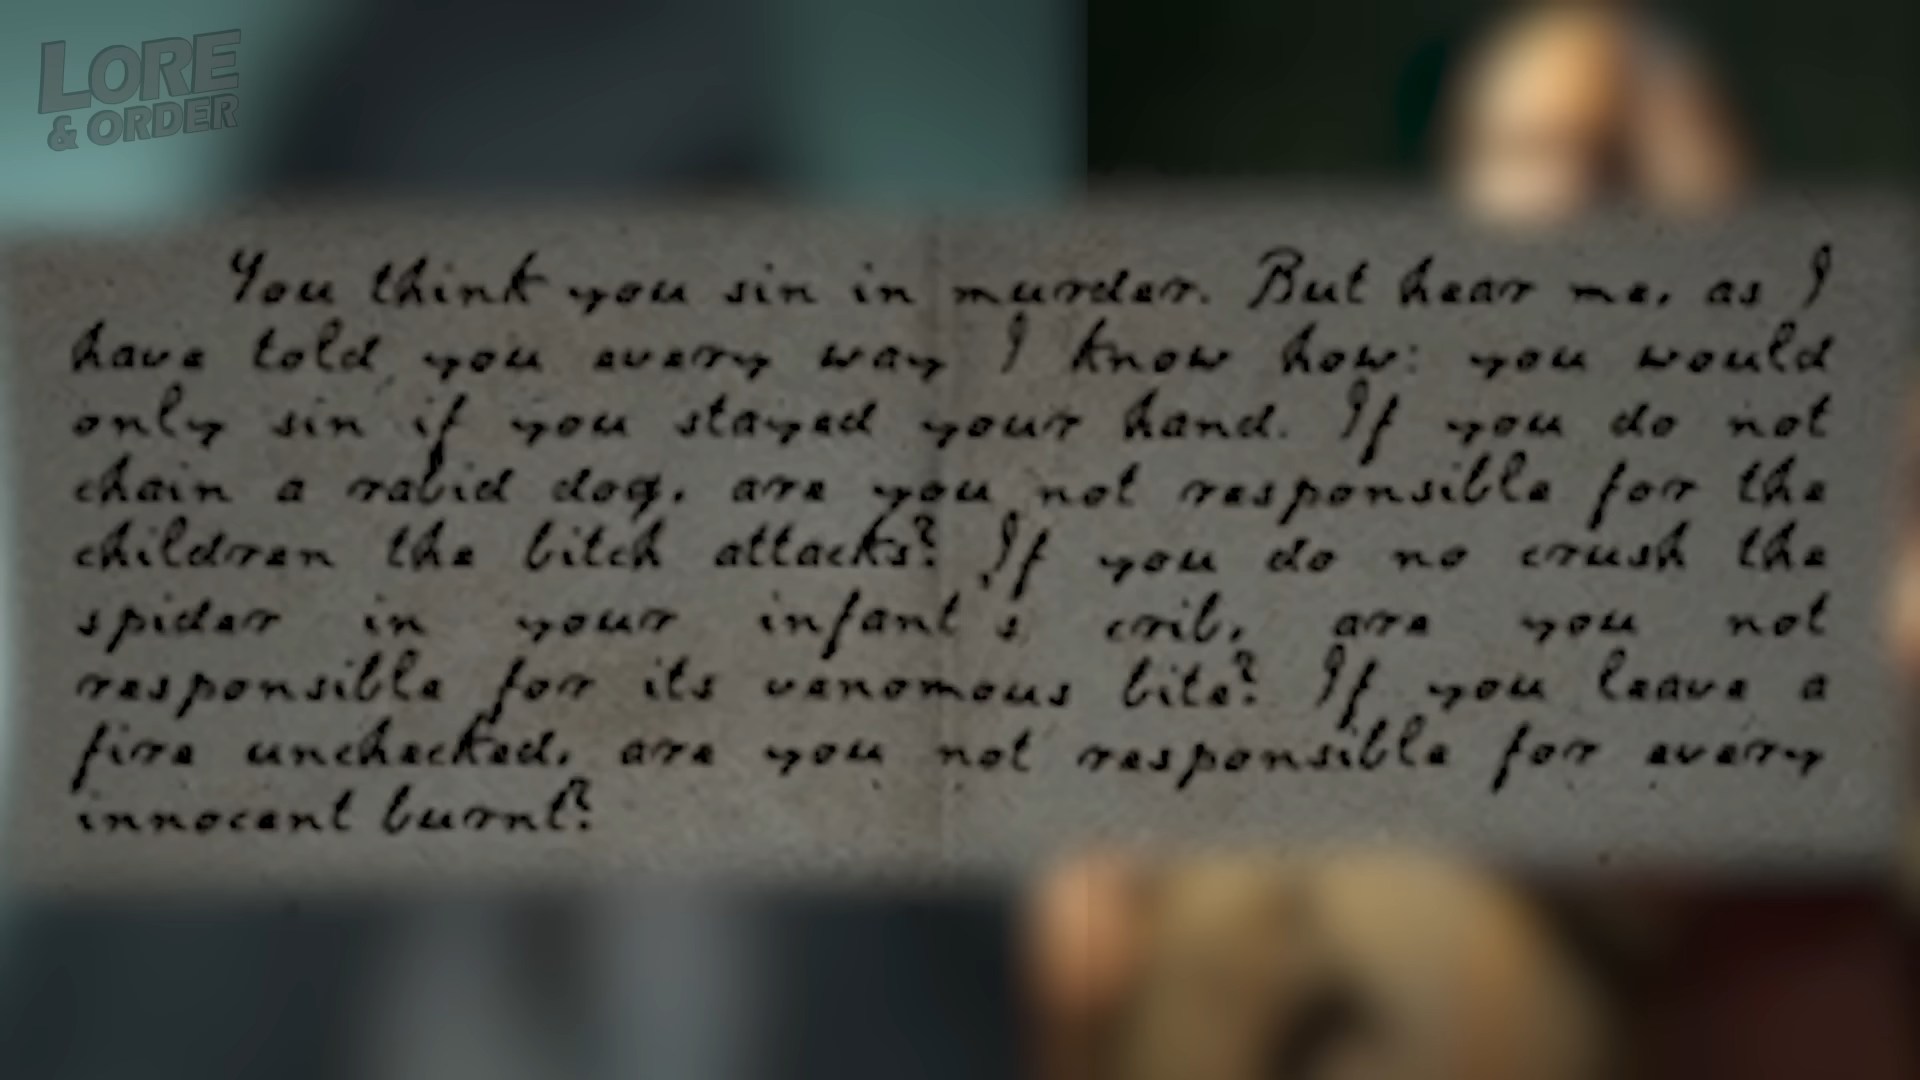 LORE
& ORDER
You think you sin in murder. But hear me, as I
have told you every way I know how: you would
only sin if you stayed your hand. If you do not
chain a rabid dog, are you not responsible for the
children the bitch attacks? If you do no crush the
spider in your infant's crib, are you not
responsible for its venomous bite? If you leave a
fire unchecked, are you not responsible for every
innocent burnt?